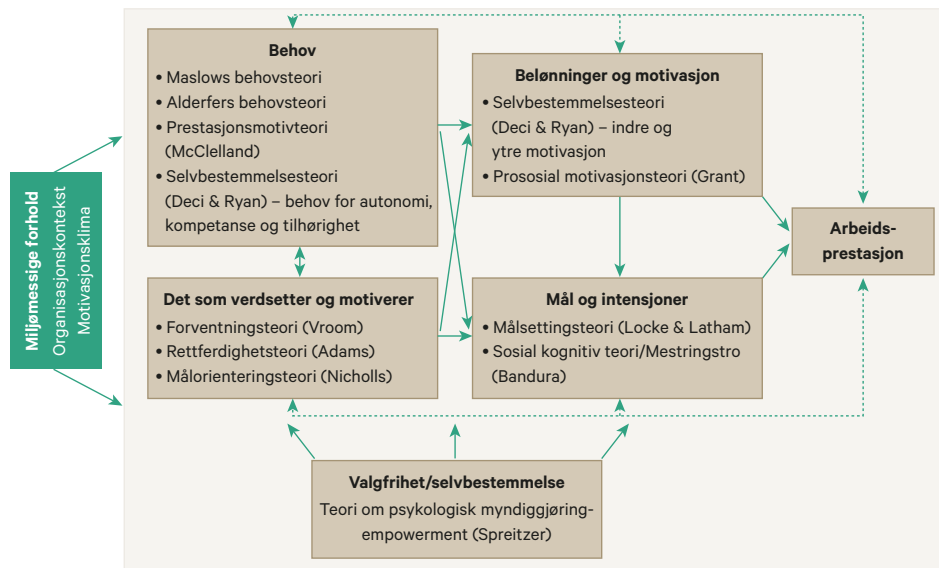 Miljømessige forhold
Organisasjonskontekst
Motivasjonsklima
Behov
• Maslows behovsteori
• Alderfers behovsteori
• Prestasjonsmotivteori
(McClelland)
• Selvbestemmelsesteori
(Deci & Ryan) – behov for autonomi,
kompetanse og tilhørighet
Belønninger og motivasjon
• Selvbestemmelsesteori
(Deci & Ryan) – indre og
ytre motivasjon
• Prososial motivasjonsteori (Grant)
Arbeids-
prestasjon
Det som verdsetter og motiverer
• Forventningsteori (Vroom)
• Rettferdighetsteori (Adams)
• Målorienteringsteori (Nicholls)
Mål og intensjoner
• Målsettingsteori (Locke & Latham)
• Sosial kognitiv teori/Mestringstro
(Bandura)
Valgfrihet/selvbestemmelse
Teori om psykologisk myndiggjøring-
empowerment (Spreitzer)